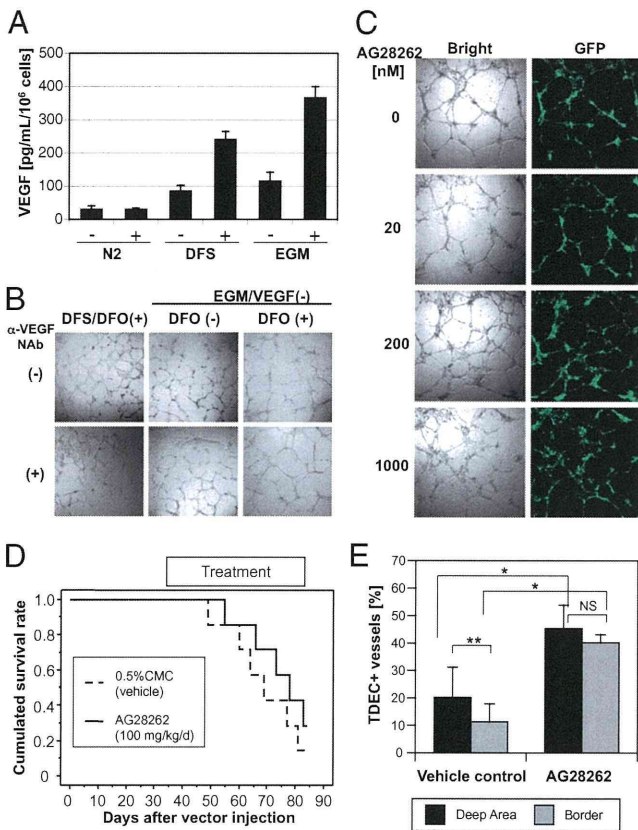 A
VEGF [pg/mL/10⁶ cells]
500
400
300
200
100
0
- + - + - +
N2 DFS EGM
B
EGM/VEGF(-)
α-VEGF NAb
DFS/DFO(+) DFO (-) DFO (+)
(-)
(+)
C
AG28262 [nM]
Bright GFP
0
20
200
1000
D
Treatment
Cumulated survival rate
1.0
0.8
0.6
0.4
0.2
0.5%CMC
(vehicle)
AG28262
(100 mg/kg/d)
0 10 20 30 40 50 60 70 80 90
Days after vector injection
E
TDEC+ vessels [%]
70
60
50
40
30
20
10
0
*
*
NS
**
Vehicle control AG28262
Deep Area Border